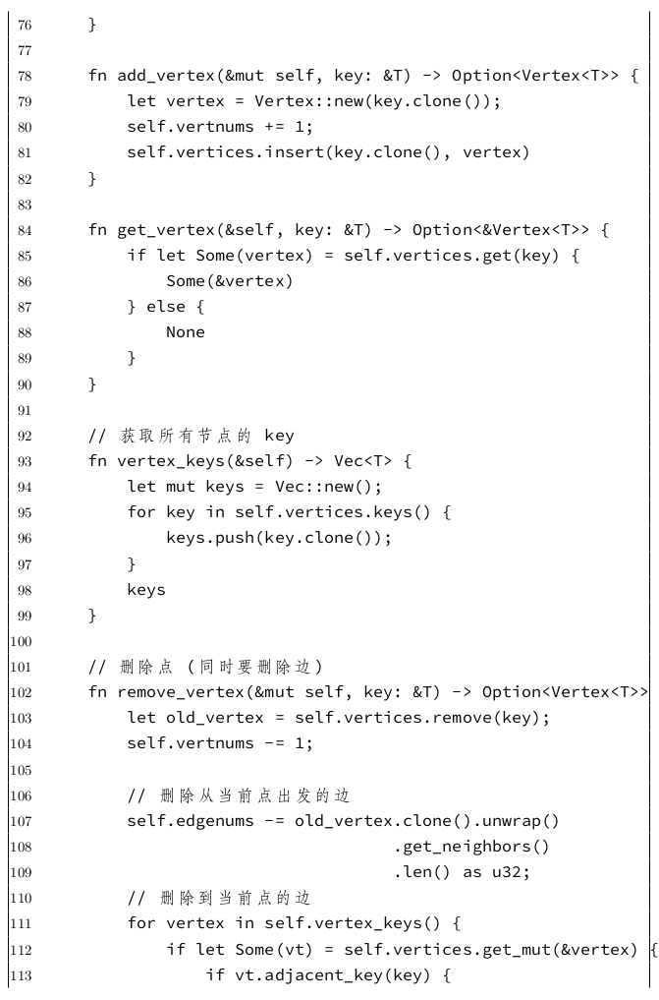 76     }
77
78     fn add_vertex(&mut self, key: &T) -> Option<Vertex<T>> {
79         let vertex = Vertex::new(key.clone());
80         self.vertnums += 1;
81         self.vertices.insert(key.clone(), vertex)
82     }
83
84     fn get_vertex(&self, key: &T) -> Option<&Vertex<T>> {
85         if let Some(vertex) = self.vertices.get(key) {
86             Some(&vertex)
87         } else {
88             None
89         }
90     }
91
92     // 获取所有节点的 key
93     fn vertex_keys(&self) -> Vec<T> {
94         let mut keys = Vec::new();
95         for key in self.vertices.keys() {
96             keys.push(key.clone());
97         }
98         keys
99     }
100
101     // 删除点 (同时要删除边)
102     fn remove_vertex(&mut self, key: &T) -> Option<Vertex<T>>
103         let old_vertex = self.vertices.remove(key);
104         self.vertnums -= 1;
105
106         // 删除从当前点出发的边
107         self.edgenums -= old_vertex.clone().unwrap()
108                                    .get_neighbors()
109                                    .len() as u32;
110         // 删除到当前点的边
111         for vertex in self.vertex_keys() {
112             if let Some(vt) = self.vertices.get_mut(&vertex) {
113                 if vt.adjacent_key(key) {